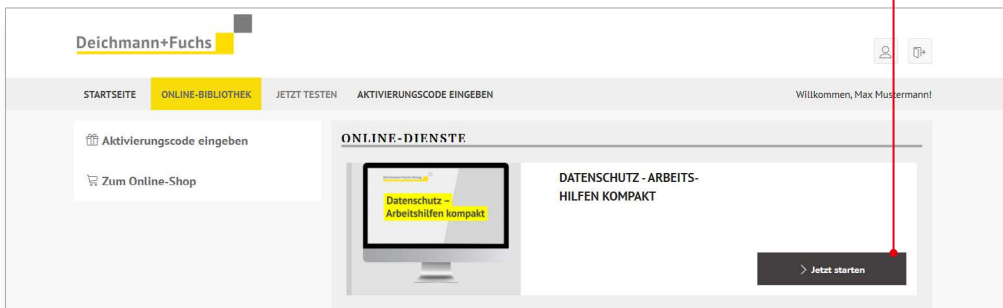 Deichmann+Fuchs
STARTSEITE ONLINE-BIBLIOTHEK JETZT TESTEN AKTIVIERUNGSCODE EINGEBEN Willkommen, Max Mustermann!
Aktivierungscode eingeben
Zum Online-Shop
ONLINE-DIENSTE
Datenschutz –
Arbeitshilfen kompakt
DATENSCHUTZ - ARBEITS-
HILFEN KOMPAKT
Jetzt starten